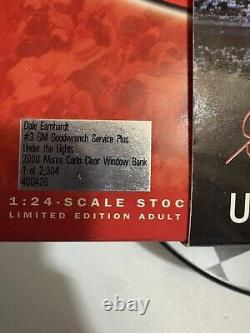 Dale Earnhardt
#3 GM Goodwrench Service Plus
Under the Lights
2000 Monte Carlo Clear Window Bank
1 of 2,304
400426
1:24-SCALE STOC
LIMITED EDITION ADULT
U